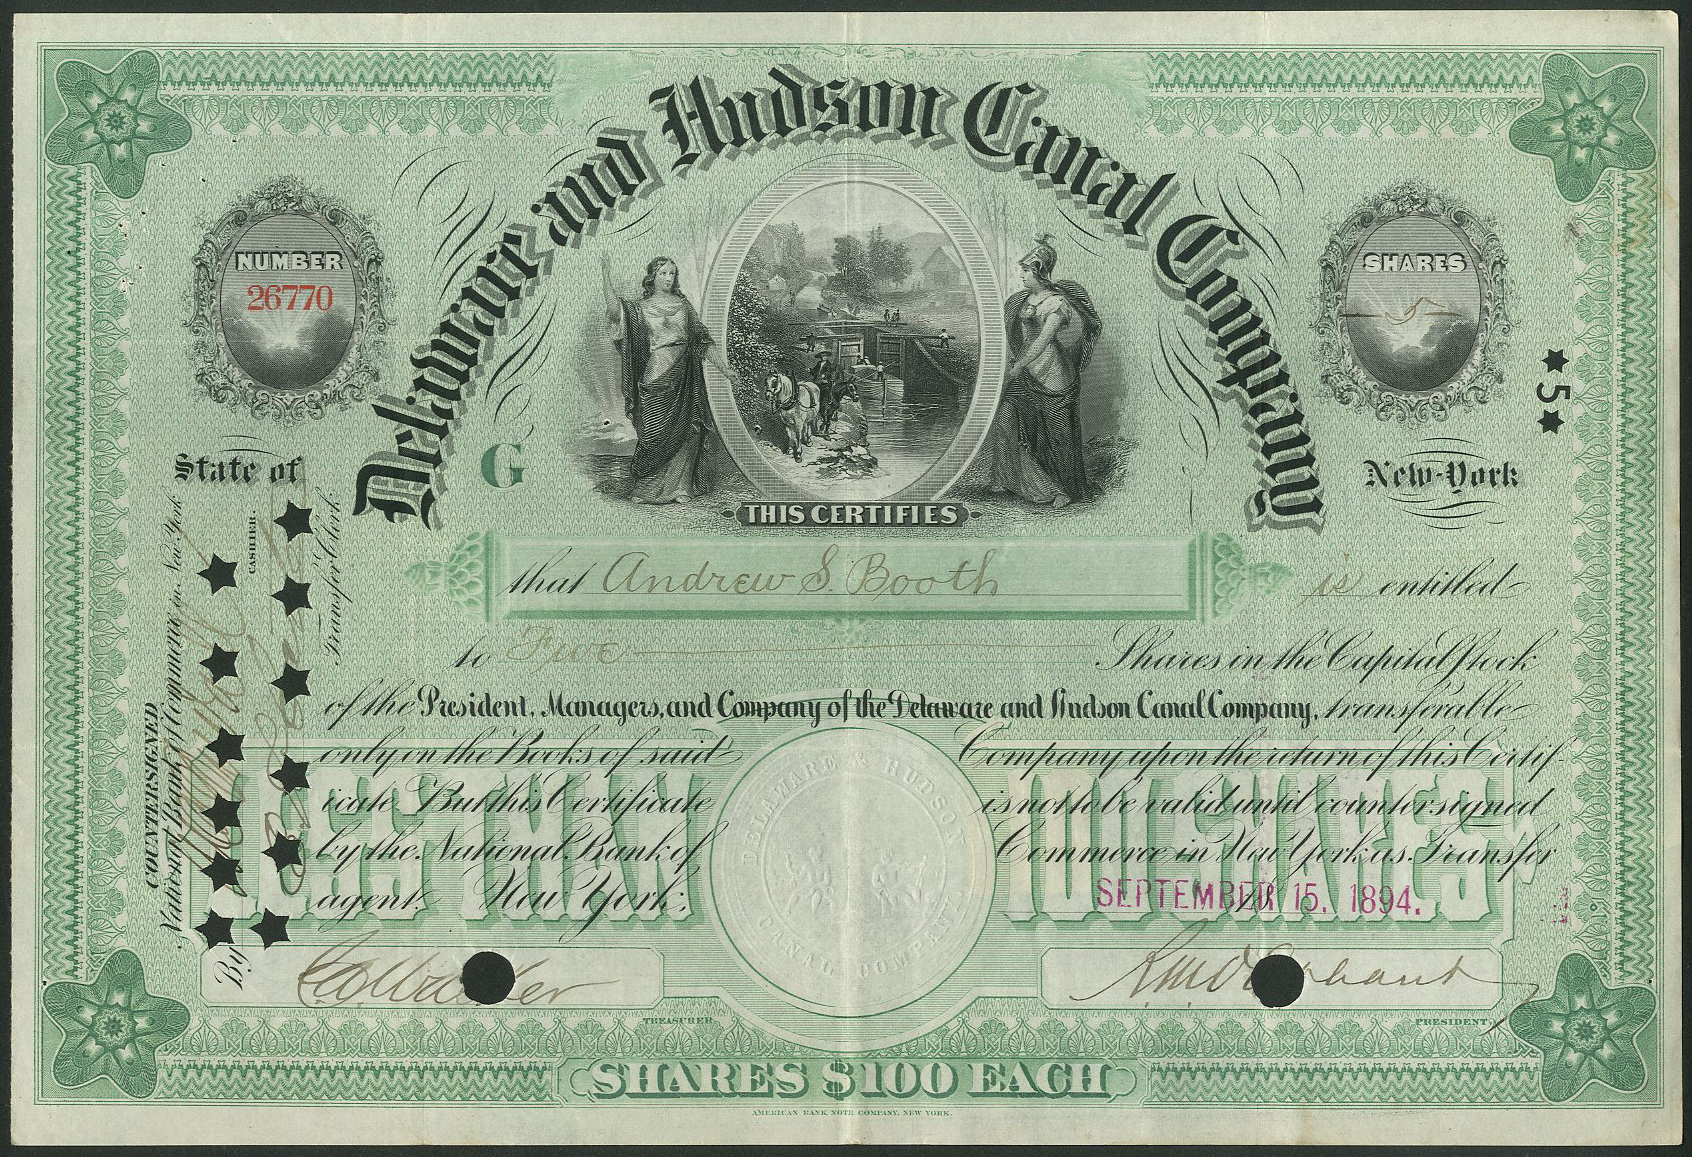 Delaware and Hudson Canal Company
NUMBER
26770
SHARES
5
★5★
State of
New-York
G
THIS CERTIFIES
that Andrew S. Booth is entitled
to Five Shares in the Capital Stock
of the President, Managers, and Company of the Delaware and Hudson Canal Company, transferable
only on the Books of said Company upon the return of this Certif-
icate. But this Certificate is not to be valid until countersigned
by the National Bank of Commerce in New York as Transfer
agent. New York,
SEPTEMBER 15. 1894.
LESS THAN 100 SHARES
DELAWARE & HUDSON
CANAL COMPANY
COUNTERSIGNED
National Bank of Commerce in New York
CASHIER.
By
Transfer Clerk.
TREASURER.
PRESIDENT.
SHARES $100 EACH
AMERICAN BANK NOTE COMPANY, NEW YORK.